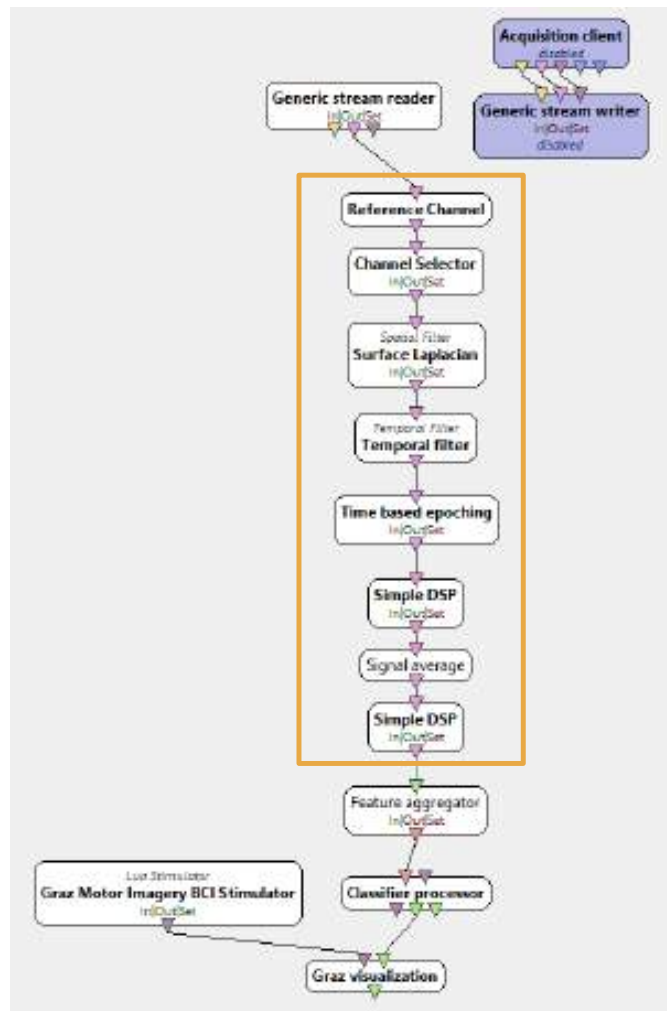 Acquisition client
disabled
Generic stream reader
In|Out|Set
Generic stream writer
In|Out|Set
disabled
Reference Channel
Channel Selector
In|Out|Set
Spatial Filter
Surface Laplacian
In|Out|Set
Temporal Filter
Temporal filter
Time based epoching
In|Out|Set
Simple DSP
In|Out|Set
Signal average
Simple DSP
In|Out|Set
Feature aggregator
In|Out|Set
Lua Stimulator
Graz Motor Imagery BCI Stimulator
In|Out|Set
Classifier processor
Graz visualization